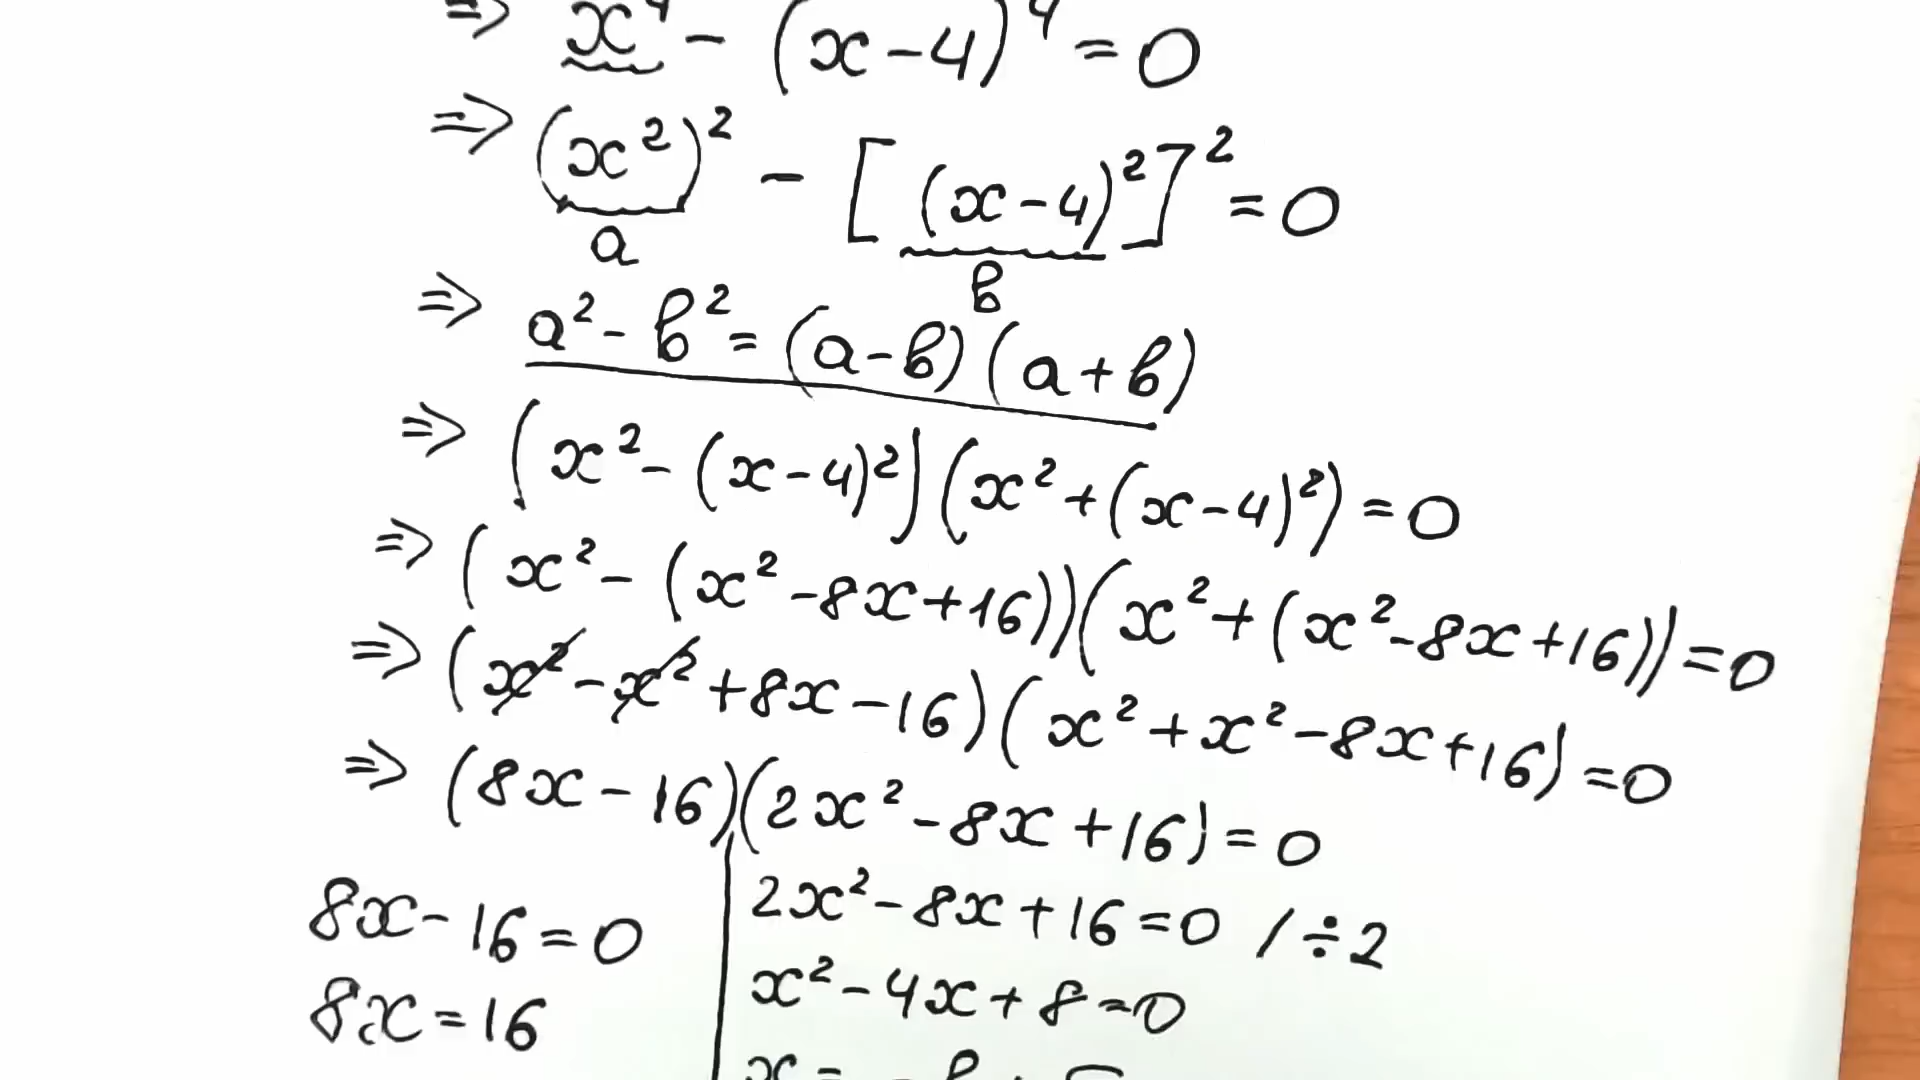 => x⁴ - (x-4)⁴ = 0
=> (x²)² - [(x-4)²]² = 0
a b
=> a² - b² = (a-b)(a+b)
=> (x² - (x-4)²)(x² + (x-4)²) = 0
=> (x² - (x² - 8x + 16))(x² + (x² - 8x + 16)) = 0
=> (x² - x² + 8x - 16)(x² + x² - 8x + 16) = 0
=> (8x - 16)(2x² - 8x + 16) = 0
8x - 16 = 0
8x = 16
2x² - 8x + 16 = 0 / ÷2
x² - 4x + 8 = 0
x =